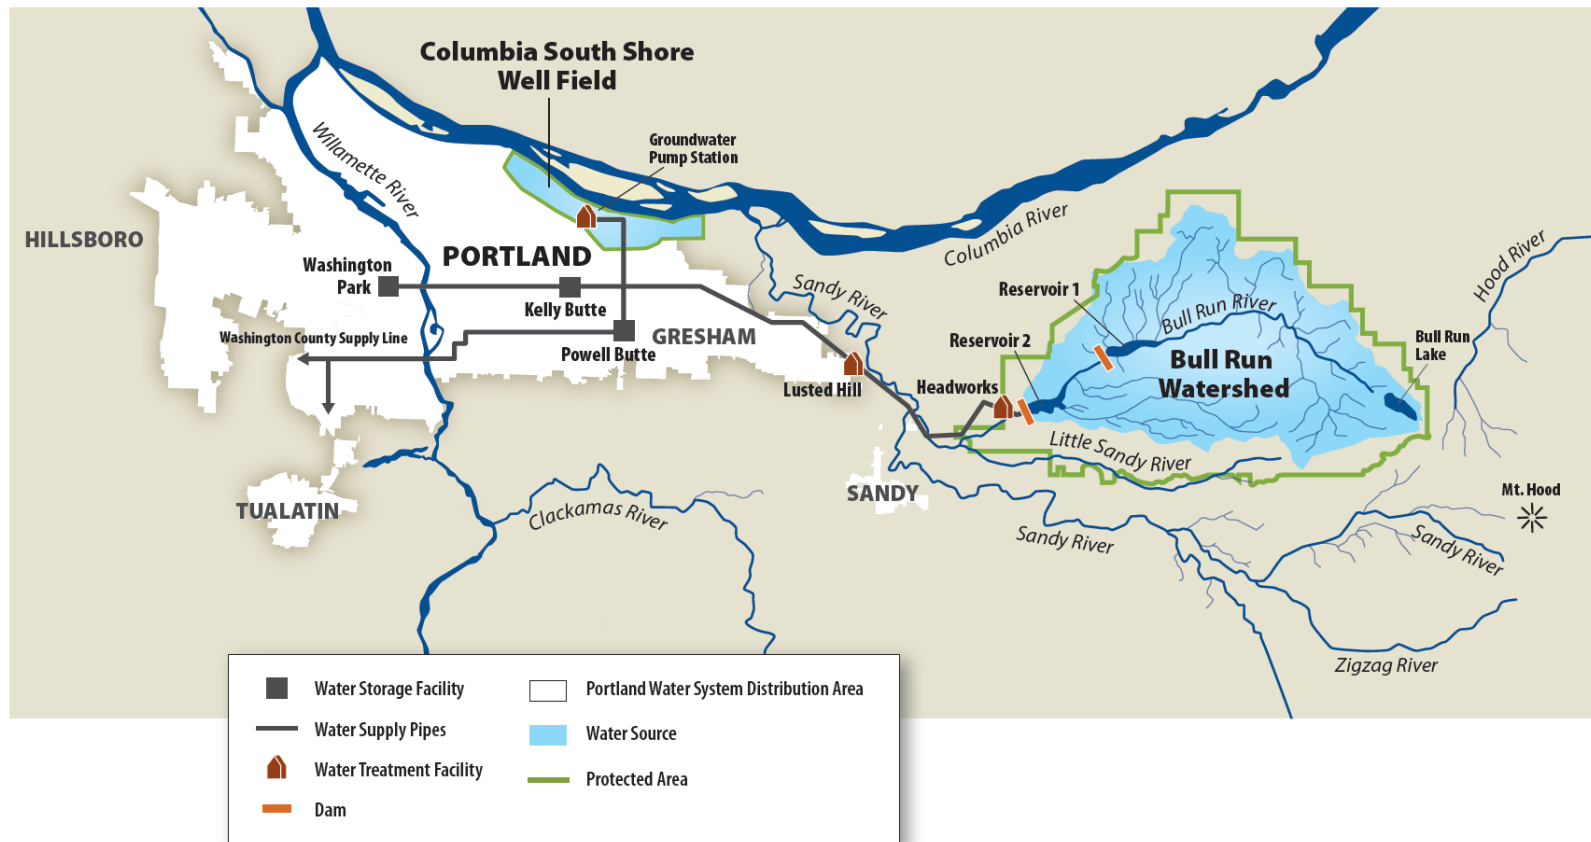 Columbia South Shore
Well Field
Groundwater
Pump Station
Willamette River
Columbia River
HILLSBORO
PORTLAND
Washington
Park
Kelly Butte
Sandy River
Hood River
Reservoir 1
Bull Run River
Washington County Supply Line
Powell Butte
GRESHAM
Reservoir 2
Bull Run
Watershed
Bull Run
Lake
Lusted Hill
Headworks
Little Sandy River
SANDY
TUALATIN
Clackamas River
Sandy River
Mt. Hood
Sandy River
Zigzag River
Water Storage Facility
Water Supply Pipes
Water Treatment Facility
Dam
Portland Water System Distribution Area
Water Source
Protected Area